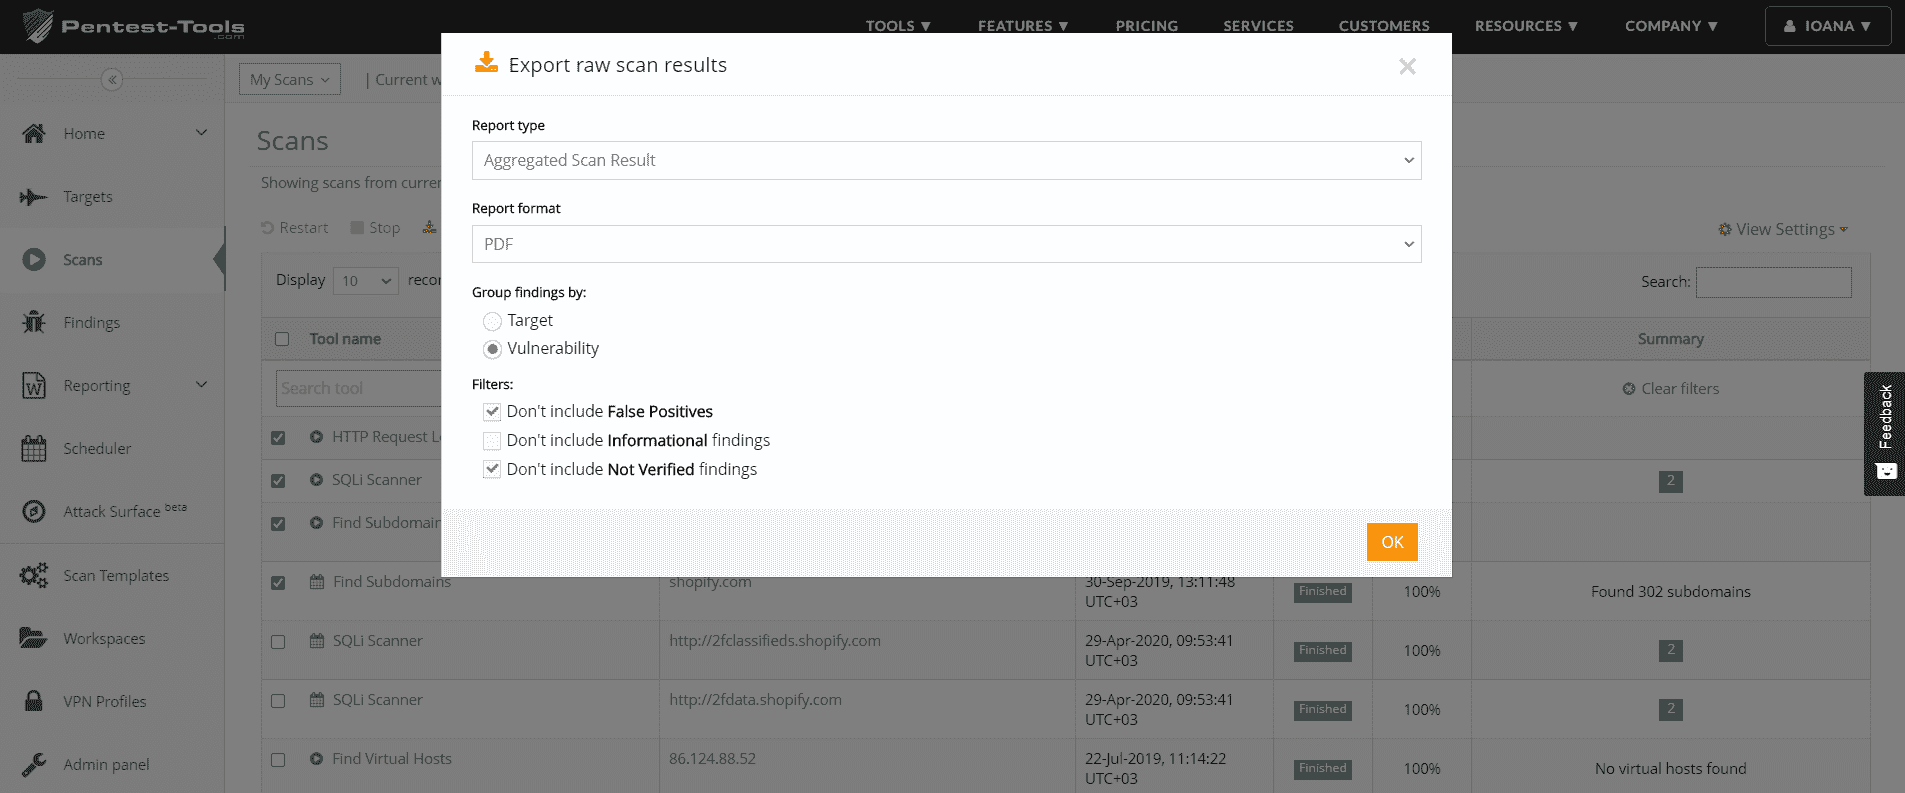 Pentest-Tools
.com
TOOLS ▼ FEATURES ▼ PRICING SERVICES CUSTOMERS RESOURCES ▼ COMPANY ▼ IOANA ▼
Export raw scan results
×
«
My Scans
| Current w
Home
Targets
Scans
Findings
Reporting
Scheduler
Attack Surface beta
Scan Templates
Workspaces
VPN Profiles
Admin panel
Scans
Showing scans from curre
Restart Stop
View Settings
Display 10 recor
Search:
Report type
Aggregated Scan Result
Report format
PDF
Group findings by:
Target
Vulnerability
Filters:
Don't include False Positives
Don't include Informational findings
Don't include Not Verified findings
OK
Tool name Summary
Search tool Clear filters
HTTP Request L
SQLi Scanner 2
Find Subdomain
Find Subdomains shopify.com 30-Sep-2019, 13:11:48 Finished 100% Found 302 subdomains
UTC+03
SQLi Scanner http://2fclassifieds.shopify.com 29-Apr-2020, 09:53:41 Finished 100% 2
UTC+03
SQLi Scanner http://2fdata.shopify.com 29-Apr-2020, 09:53:41 Finished 100% 2
UTC+03
Find Virtual Hosts 86.124.88.52 22-Jul-2019, 11:14:22 Finished 100% No virtual hosts found
UTC+03
Feedback